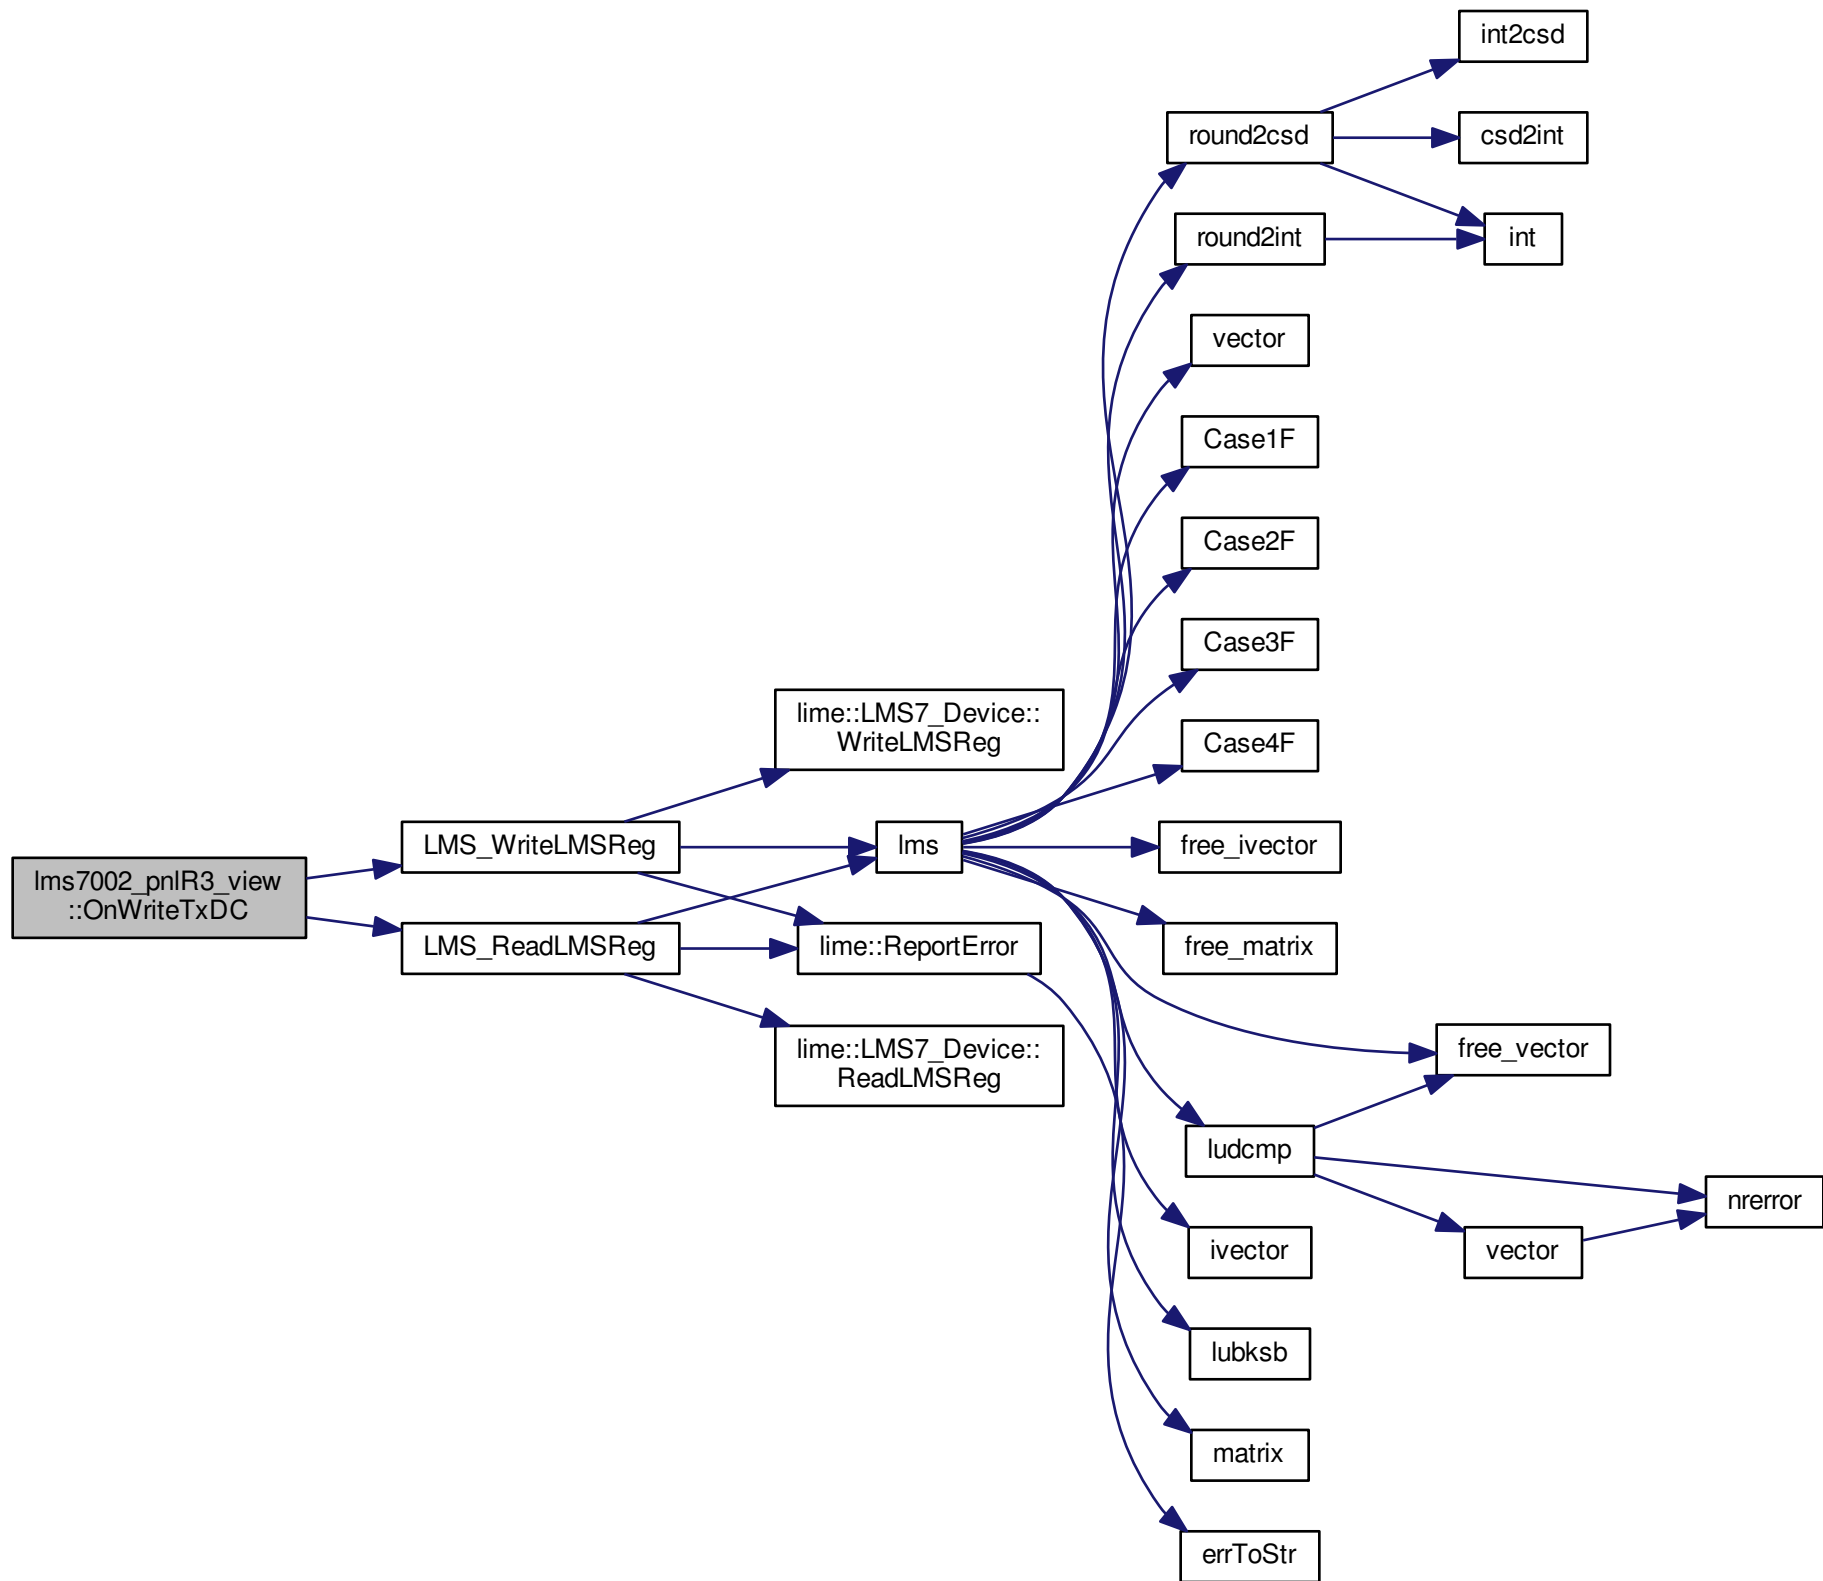 lms7002_pnlR3_view
::OnWriteTxDC
LMS_WriteLMSReg
LMS_ReadLMSReg
lime::LMS7_Device::
WriteLMSReg
lms
lime::ReportError
lime::LMS7_Device::
ReadLMSReg
round2csd
round2int
vector
Case1F
Case2F
Case3F
Case4F
free_ivector
free_matrix
ludcmp
ivector
lubksb
matrix
errToStr
int2csd
csd2int
int
free_vector
vector
nrerror